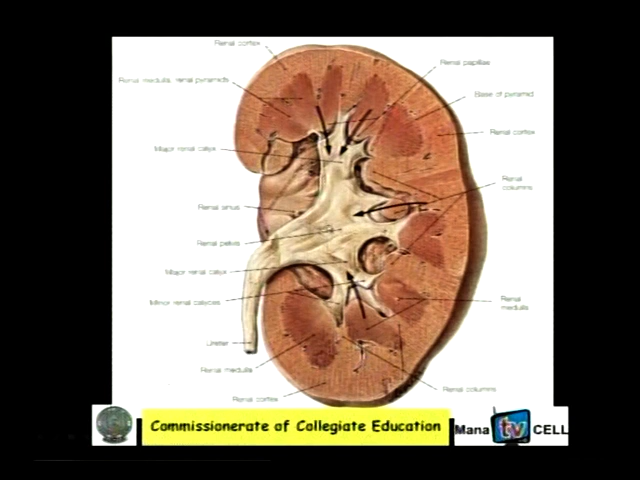 Renal cortex
Renal papillae
Renal medulla, renal pyramids
Base of pyramid
Renal cortex
Major renal calyx
Renal columns
Renal sinus
Renal pelvis
Major renal calyx
Minor renal calyces
Renal medulla
Ureter
Renal medulla
Renal columns
Renal cortex
Commissionerate of Collegiate Education
Mana tv CELL